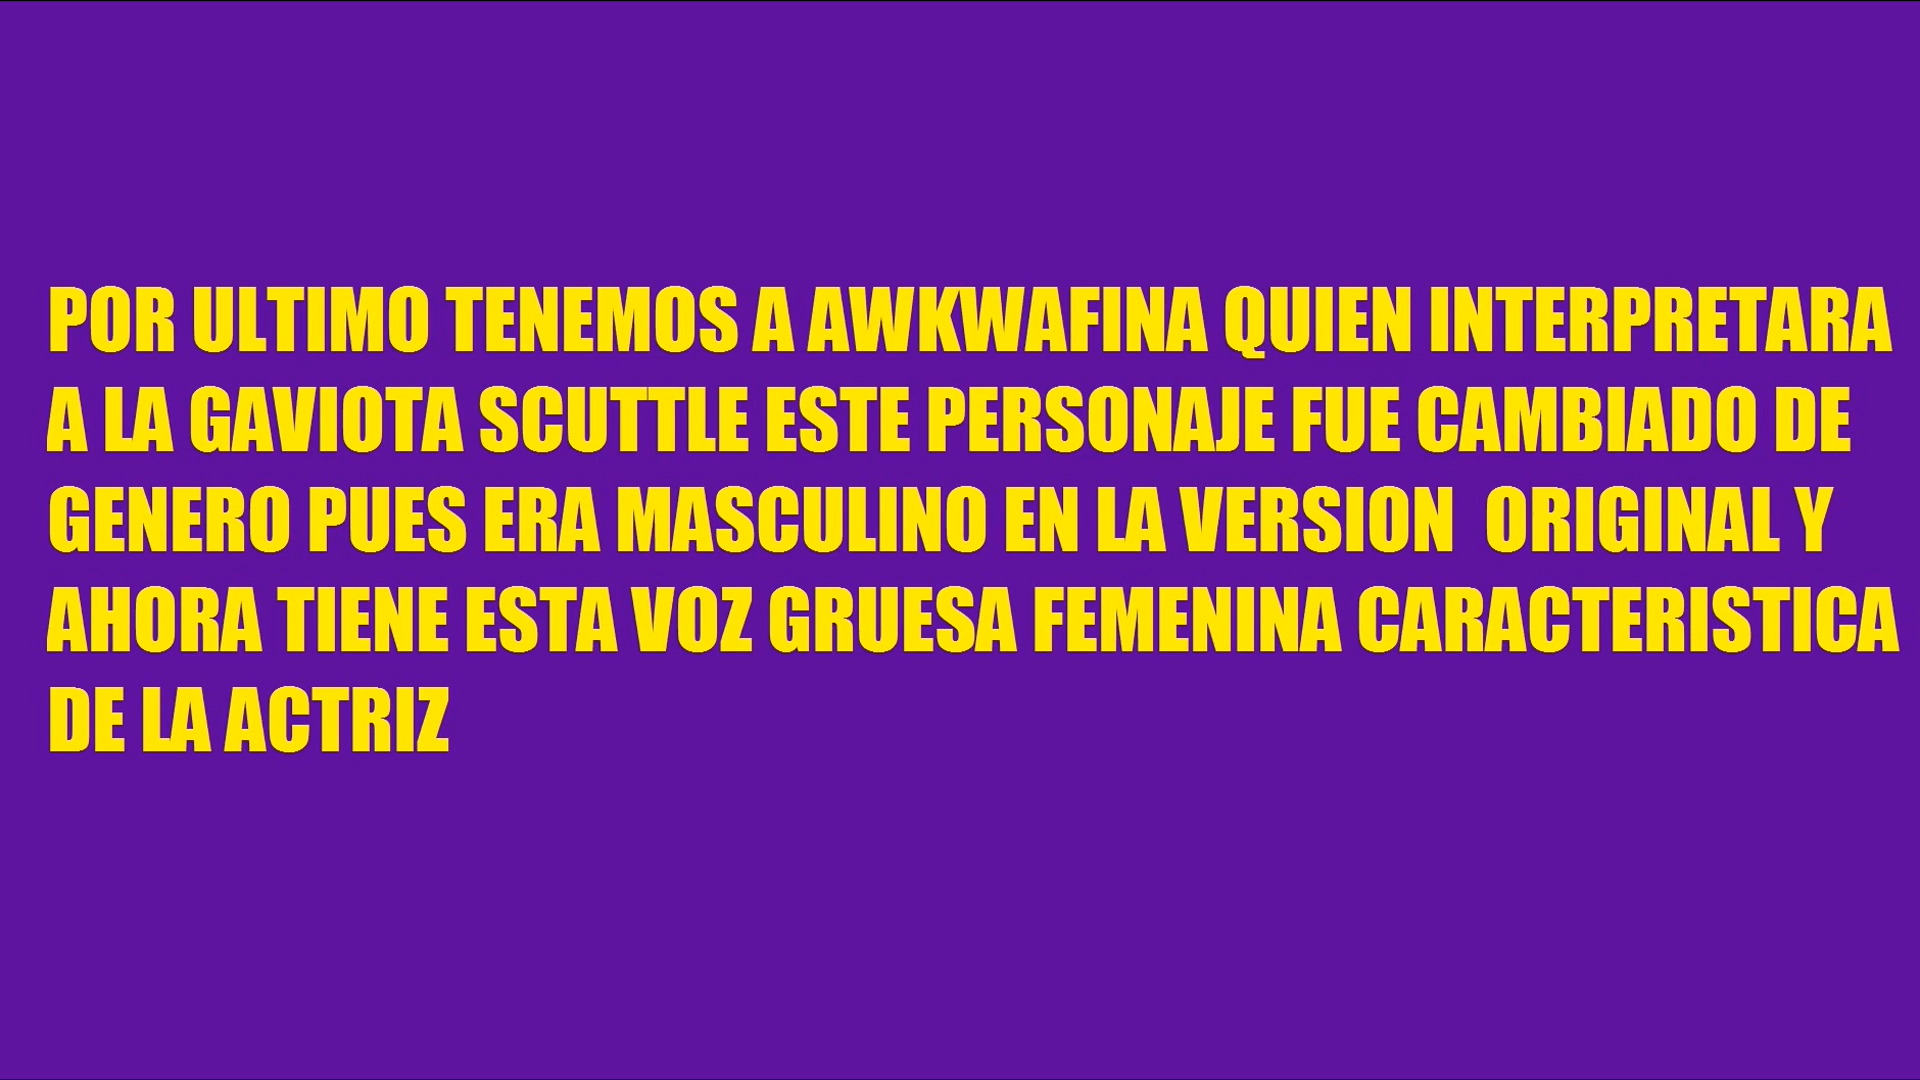 POR ULTIMO TENEMOS A AWKWAFINA QUIEN INTERPRETARA
A LA GAVIOTA SCUTTLE ESTE PERSONAJE FUE CAMBIADO DE
GENERO PUES ERA MASCULINO EN LA VERSION  ORIGINAL Y
AHORA TIENE ESTA VOZ GRUESA FEMENINA CARACTERISTICA
DE LA ACTRIZ